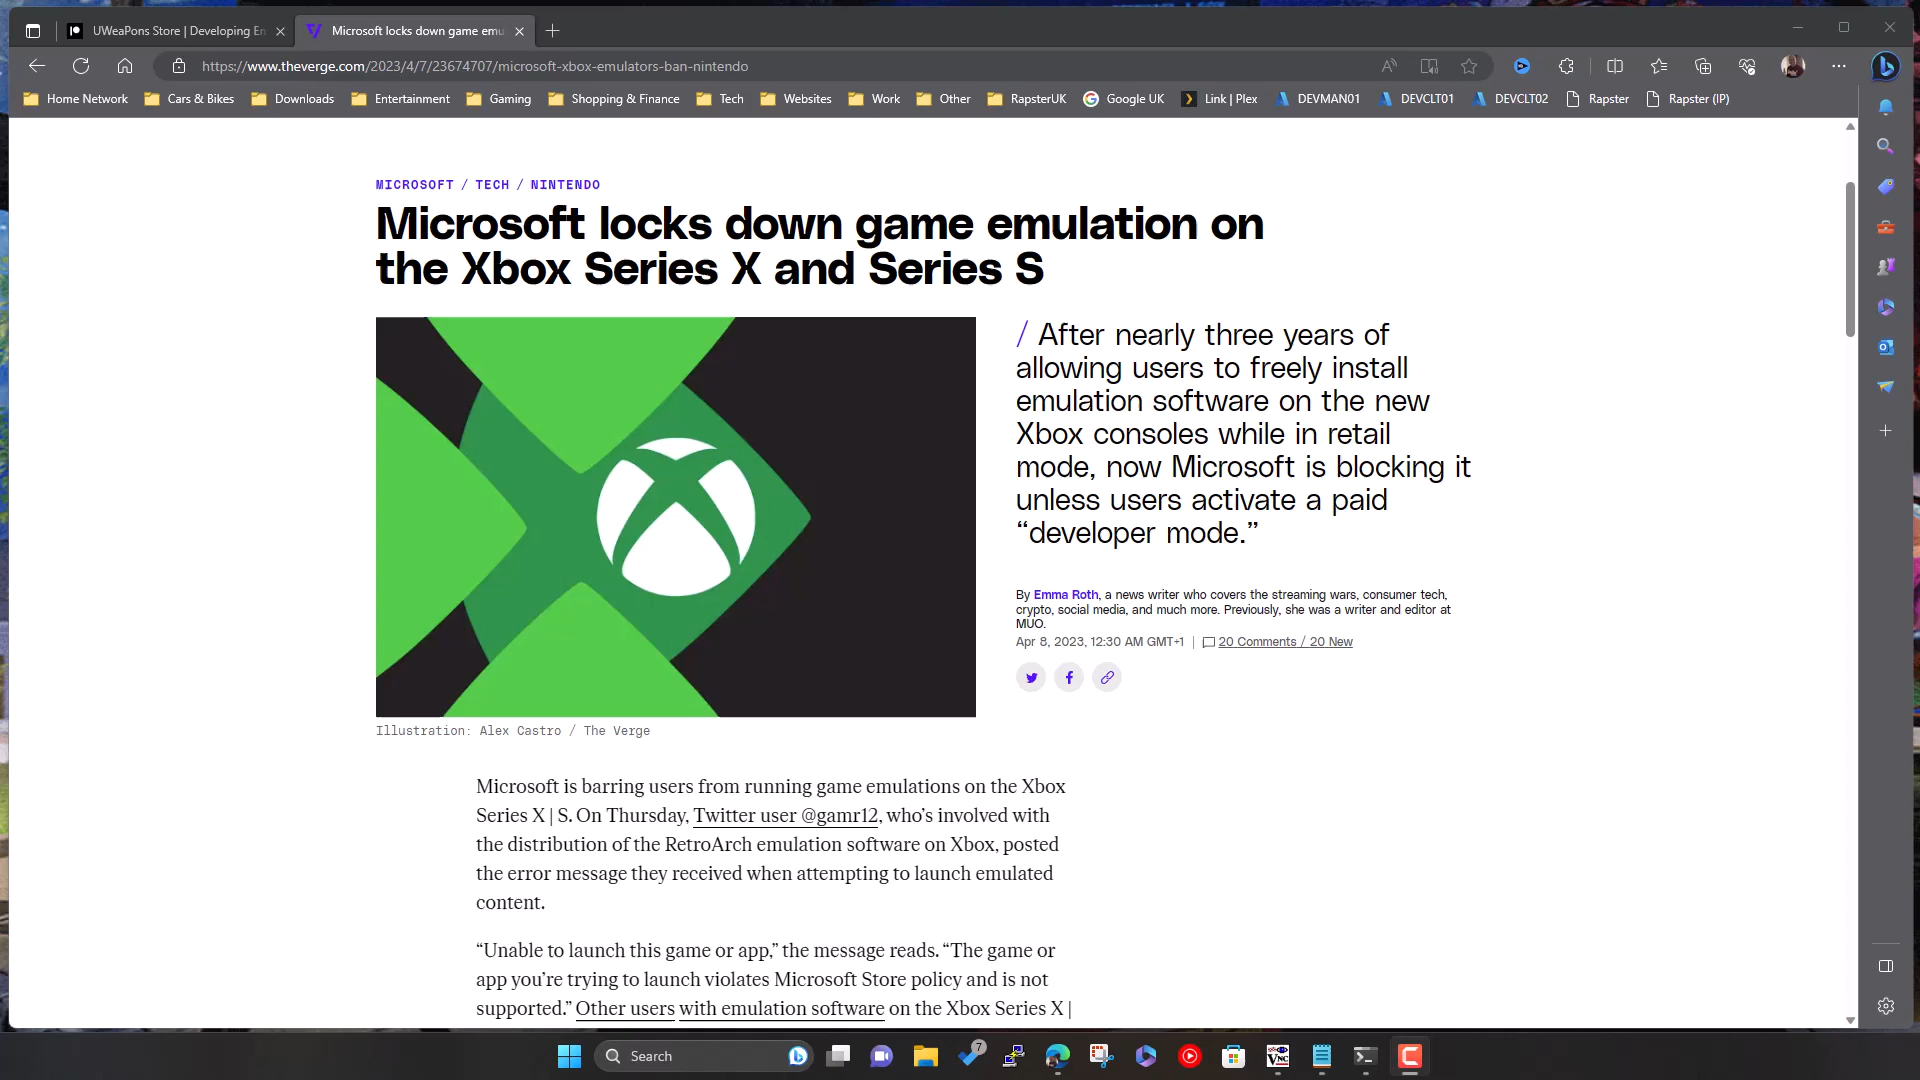 UWeaPons Store | Developing En
Microsoft locks down game emu
https://www.theverge.com/2023/4/7/23674707/microsoft-xbox-emulators-ban-nintendo
Home Network
Cars & Bikes
Downloads
Entertainment
Gaming
Shopping & Finance
Tech
Websites
Work
Other
RapsterUK
Google UK
Link | Plex
DEVMAN01
DEVCLT01
DEVCLT02
Rapster
Rapster (IP)
MICROSOFT / TECH / NINTENDO
Microsoft locks down game emulation on
the Xbox Series X and Series S
/ After nearly three years of
allowing users to freely install
emulation software on the new
Xbox consoles while in retail
mode, now Microsoft is blocking it
unless users activate a paid
“developer mode.”
By Emma Roth, a news writer who covers the streaming wars, consumer tech,
crypto, social media, and much more. Previously, she was a writer and editor at
MUO.
Apr 8, 2023, 12:30 AM GMT+1 | 20 Comments / 20 New
Illustration: Alex Castro / The Verge
Microsoft is barring users from running game emulations on the Xbox
Series X | S. On Thursday, Twitter user @gamr12, who’s involved with
the distribution of the RetroArch emulation software on Xbox, posted
the error message they received when attempting to launch emulated
content.
“Unable to launch this game or app,” the message reads. “The game or
app you’re trying to launch violates Microsoft Store policy and is not
supported.” Other users with emulation software on the Xbox Series X |
Search
7
VNC